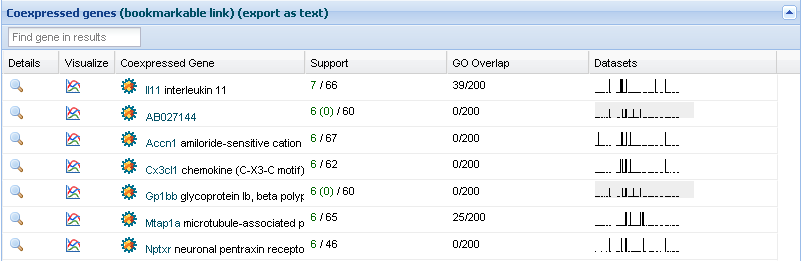 Coexpressed genes (bookmarkable link) (export as text)
Find gene in results
Details Visualize Coexpressed Gene Support GO Overlap Datasets
Il11 interleukin 11 7 / 66 39/200
AB027144 6 (0) / 60 0/200
Accn1 amiloride-sensitive cation 6 / 67 0/200
Cx3cl1 chemokine (C-X3-C motif) 6 / 62 0/200
Gp1bb glycoprotein Ib, beta polyp 6 (0) / 60 0/200
Mtap1a microtubule-associated p 6 / 65 25/200
Nptxr neuronal pentraxin recepto 6 / 46 0/200